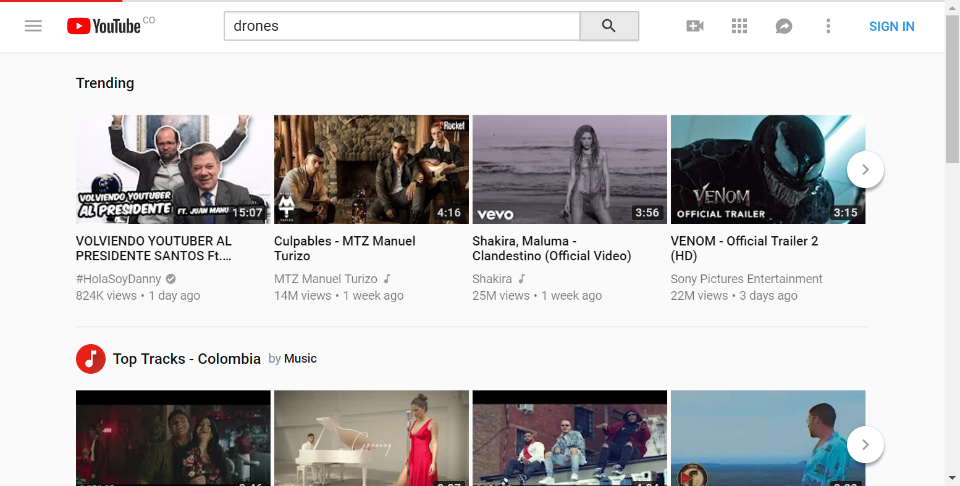 YouTube CO
drones
SIGN IN
Trending
VOLVIENDO YOUTUBER
AL PRESIDENTE
FT. JUAN MANU
15:07
Rocket
4:16
vevo
3:56
VENOM
OFFICIAL TRAILER
3:15
VOLVIENDO YOUTUBER AL
PRESIDENTE SANTOS Ft....
#HolaSoyDanny
824K views • 1 day ago
Culpables - MTZ Manuel
Turizo
MTZ Manuel Turizo
14M views • 1 week ago
Shakira, Maluma -
Clandestino (Official Video)
Shakira
25M views • 1 week ago
VENOM - Official Trailer 2
(HD)
Sony Pictures Entertainment
22M views • 3 days ago
Top Tracks - Colombia by Music